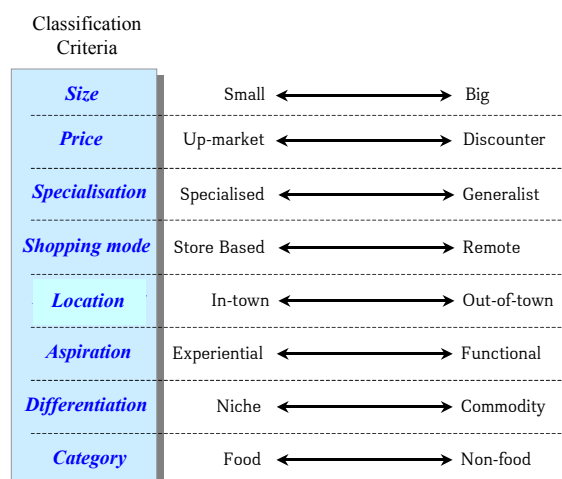 Classification
Criteria
Size Small Big
Price Up-market Discounter
Specialisation Specialised Generalist
Shopping mode Store Based Remote
Location In-town Out-of-town
Aspiration Experiential Functional
Differentiation Niche Commodity
Category Food Non-food